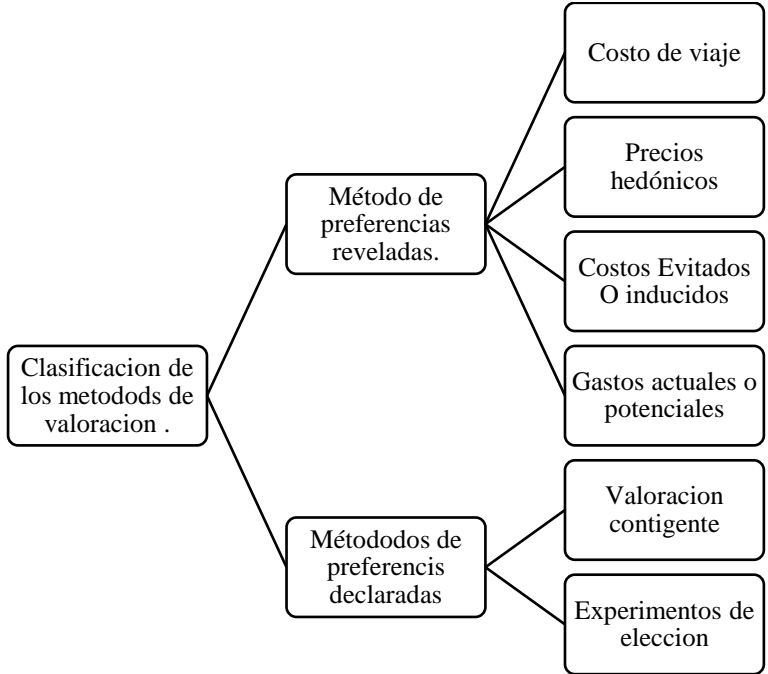 Clasificacion de
los metodods de
valoracion .
Método de
preferencias
reveladas.
Costo de viaje
Precios
hedónicos
Costos Evitados
O inducidos
Gastos actuales o
potenciales
Métododos de
preferencis
declaradas
Valoracion
contigente
Experimentos de
eleccion